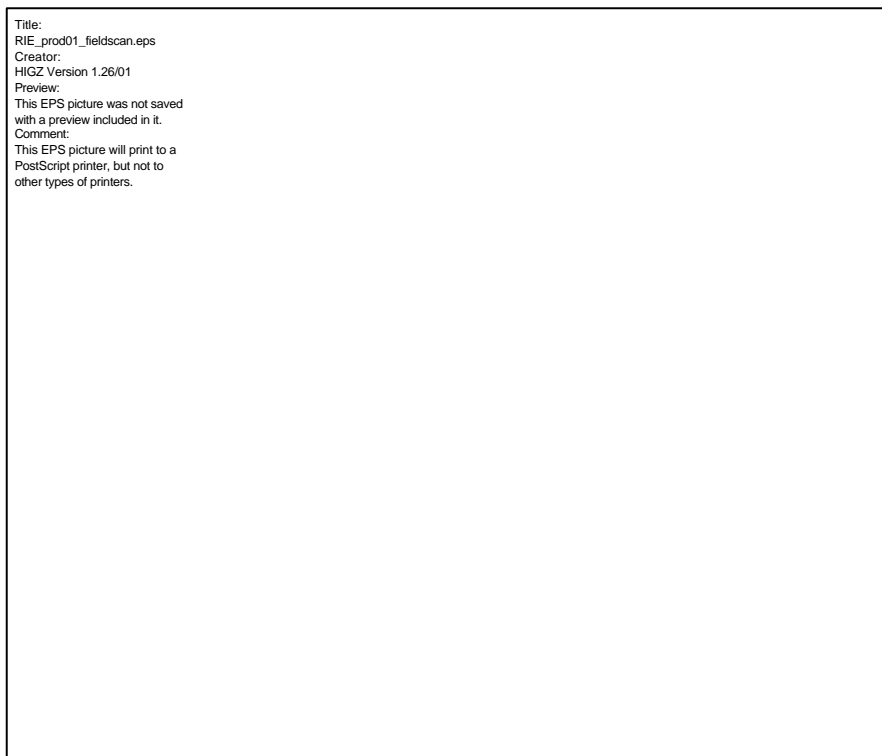 Title:
RIE_prod01_fieldscan.eps
Creator:
HIGZ Version 1.26/01
Preview:
This EPS picture was not saved
with a preview included in it.
Comment:
This EPS picture will print to a
PostScript printer, but not to
other types of printers.